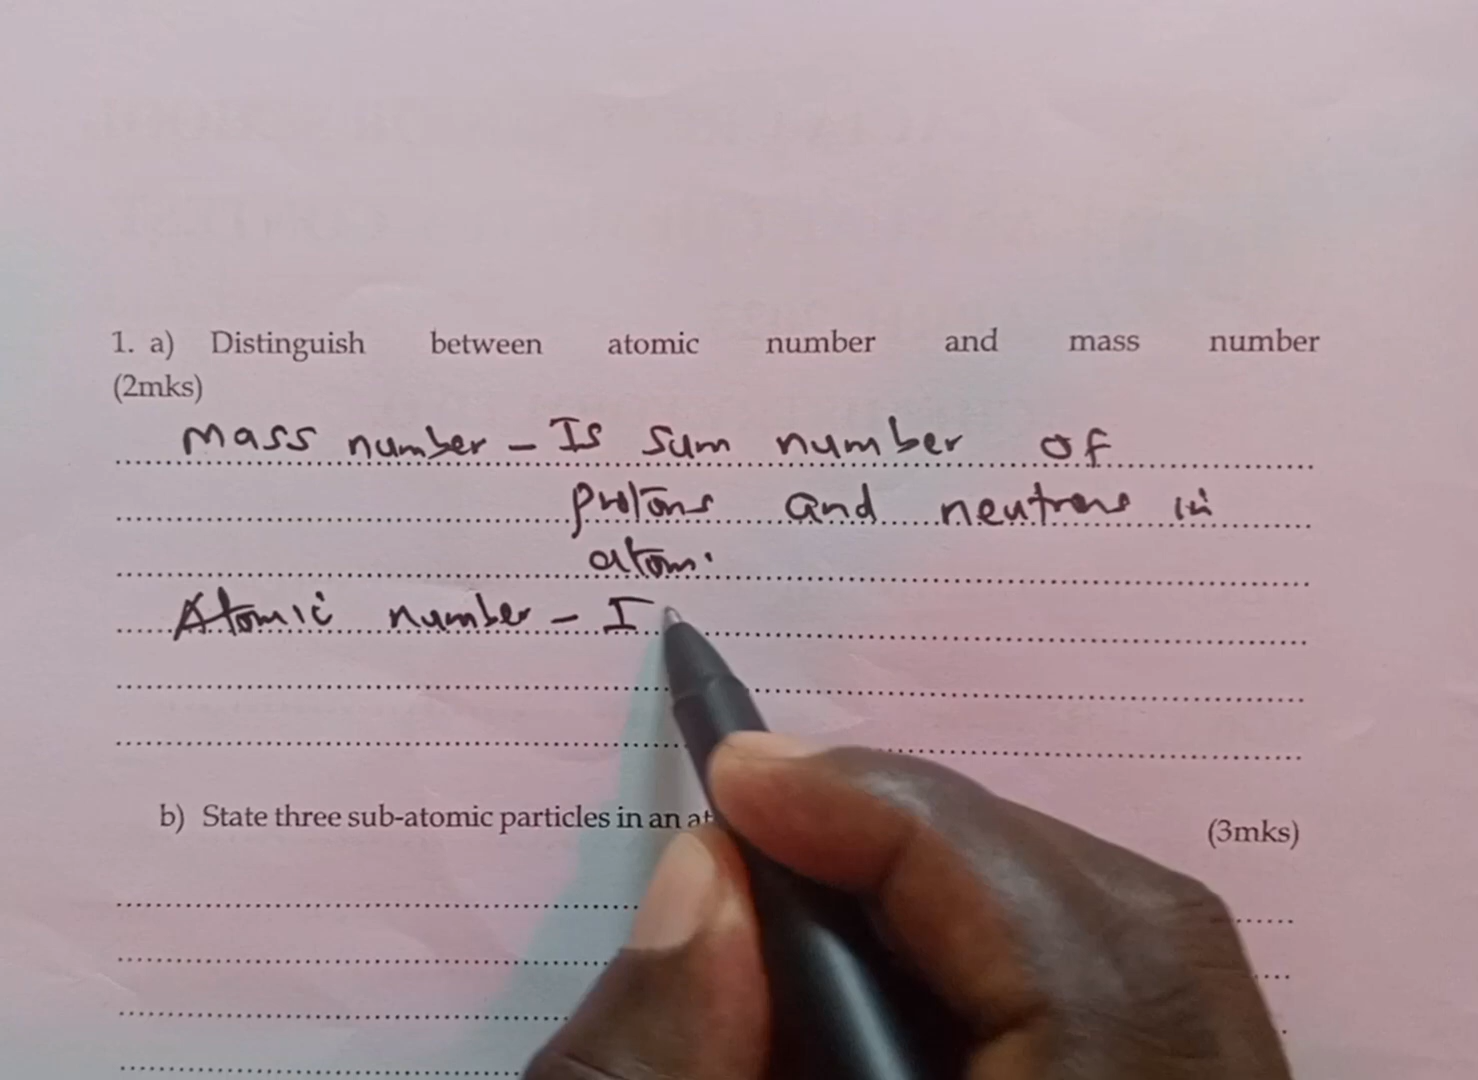 1. a) Distinguish between atomic number and mass number
(2mks)
Mass number - Is sum number of
protons and neutrons in
atom.
Atomic number - I
b) State three sub-atomic particles in an at
(3mks)